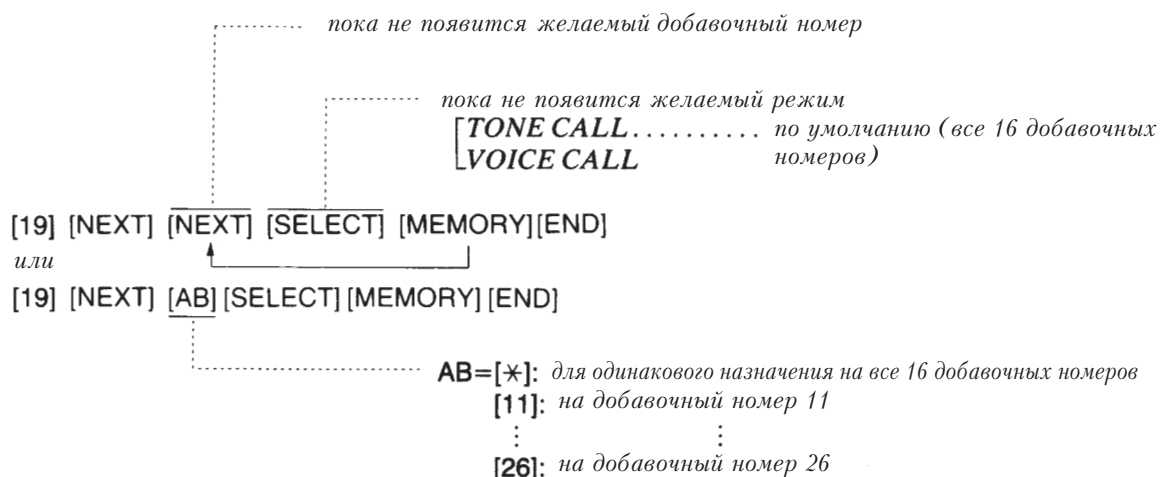 пока не появится желаемый добавочный номер
пока не появится желаемый режим
TONE CALL.......... по умолчанию (все 16 добавочных
VOICE CALL номеров)
[19] [NEXT] [NEXT] [SELECT] [MEMORY][END]
или
[19] [NEXT] [AB] [SELECT] [MEMORY] [END]
AB=[✳]: для одинакового назначения на все 16 добавочных номеров
[11]: на добавочный номер 11
⋮ ⋮
[26]: на добавочный номер 26